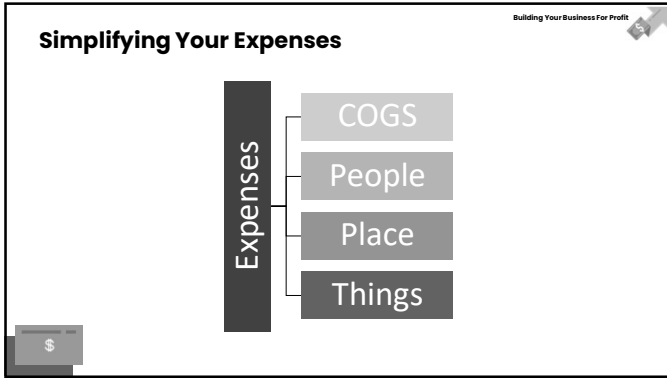 Building Your Business For Profit
Simplifying Your Expenses
Expenses
COGS
People
Place
Things
$
$